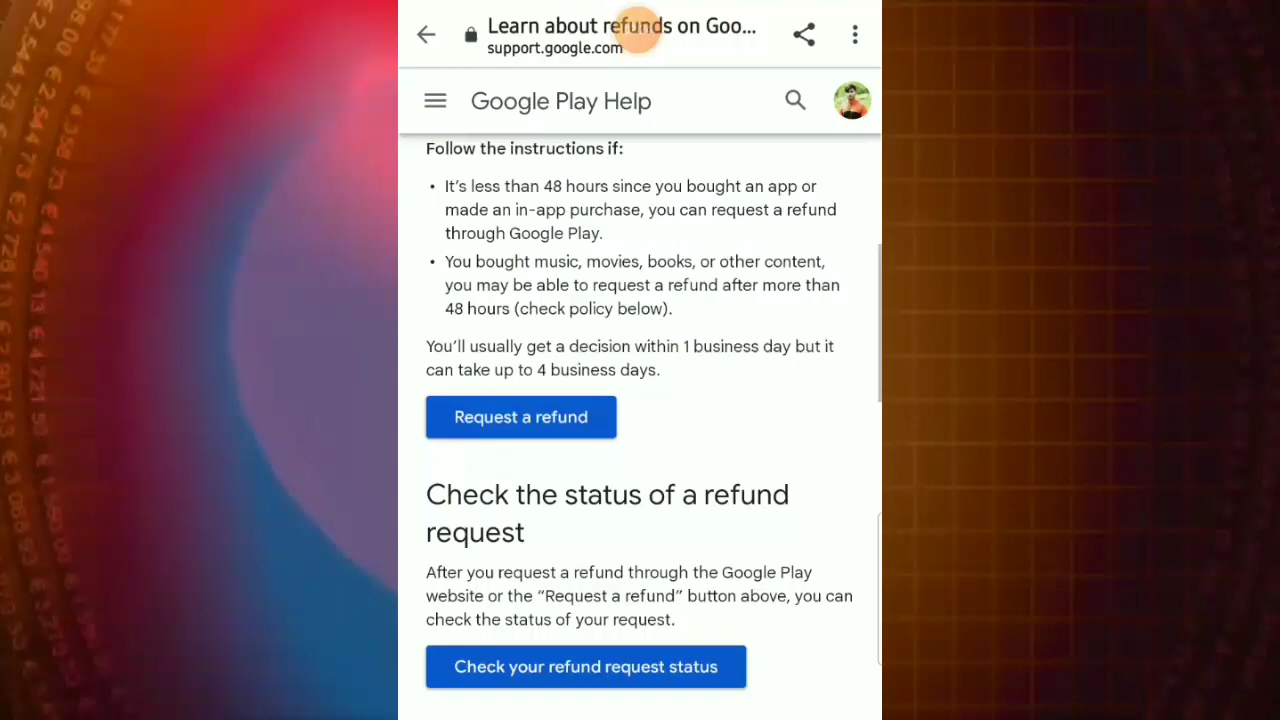 Learn about refunds on Goo...
support.google.com
Google Play Help
Follow the instructions if:
• It's less than 48 hours since you bought an app or
made an in-app purchase, you can request a refund
through Google Play.
• You bought music, movies, books, or other content,
you may be able to request a refund after more than
48 hours (check policy below).
You'll usually get a decision within 1 business day but it
can take up to 4 business days.
Request a refund
Check the status of a refund
request
After you request a refund through the Google Play
website or the “Request a refund” button above, you can
check the status of your request.
Check your refund request status